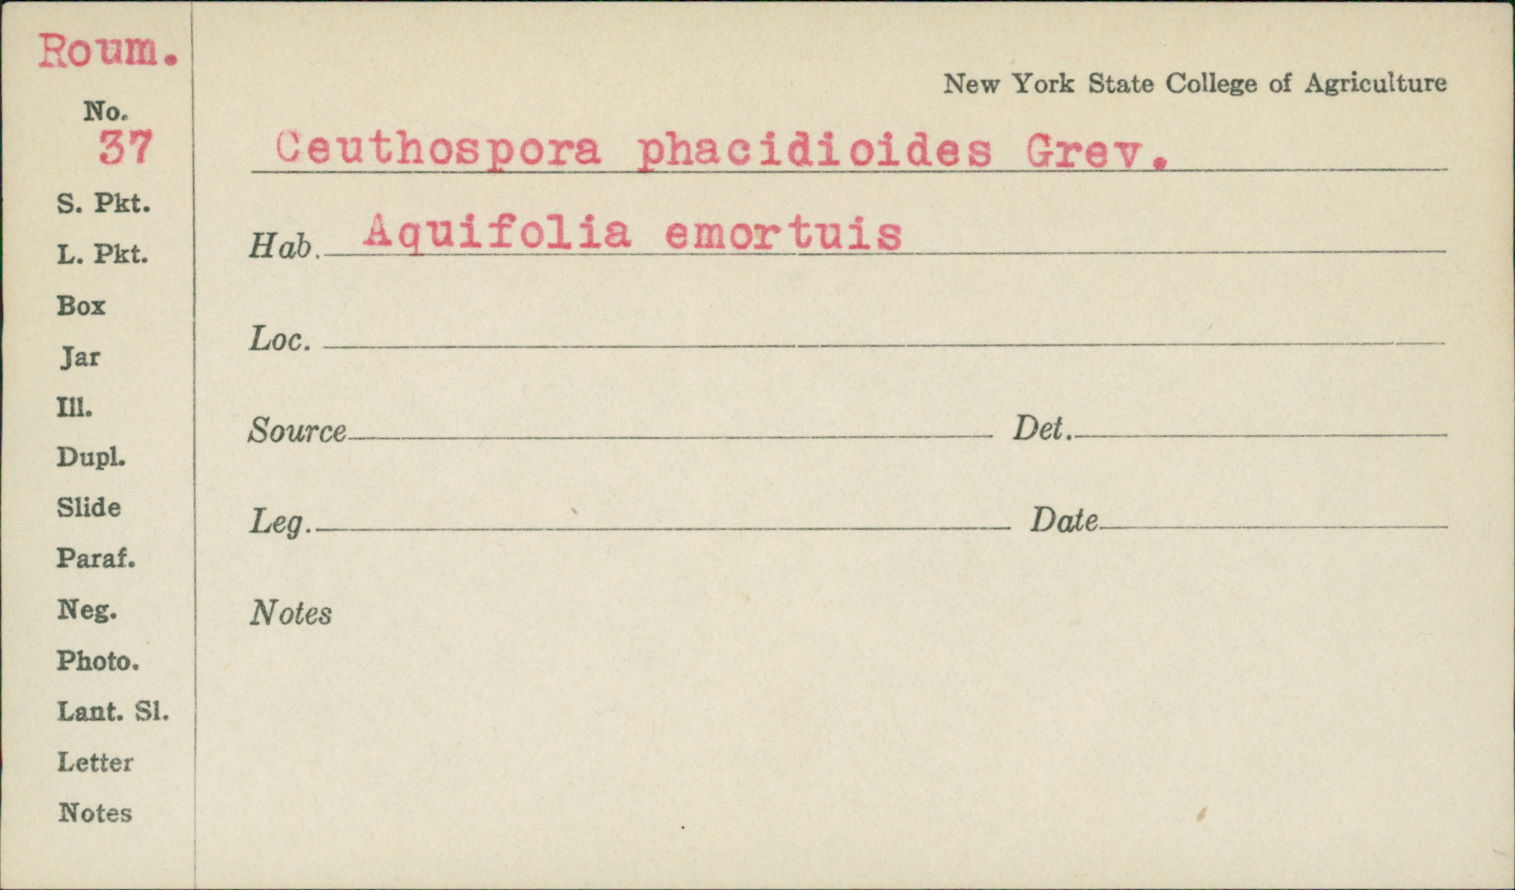 Roum.
No.
37
S. Pkt.
L. Pkt.
Box
Jar
Ill.
Dupl.
Slide
Paraf.
Neg.
Photo.
Lant. Sl.
Letter
Notes
New York State College of Agriculture
Ceuthospora phacidioides Grev.
Hab. Aquifolia emortuis
Loc.
Source Det.
Leg. Date
Notes